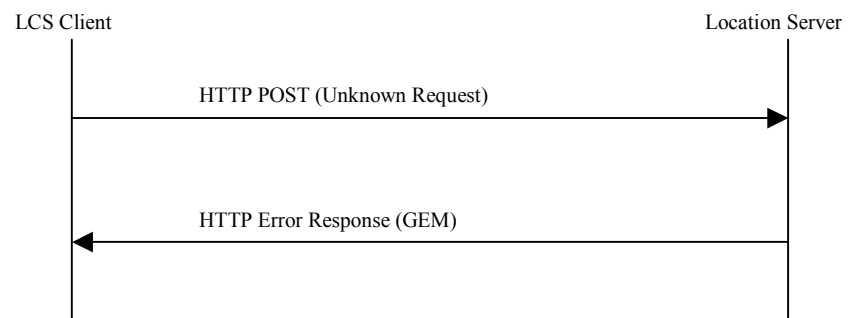 LCS Client
Location Server
HTTP POST (Unknown Request)
HTTP Error Response (GEM)